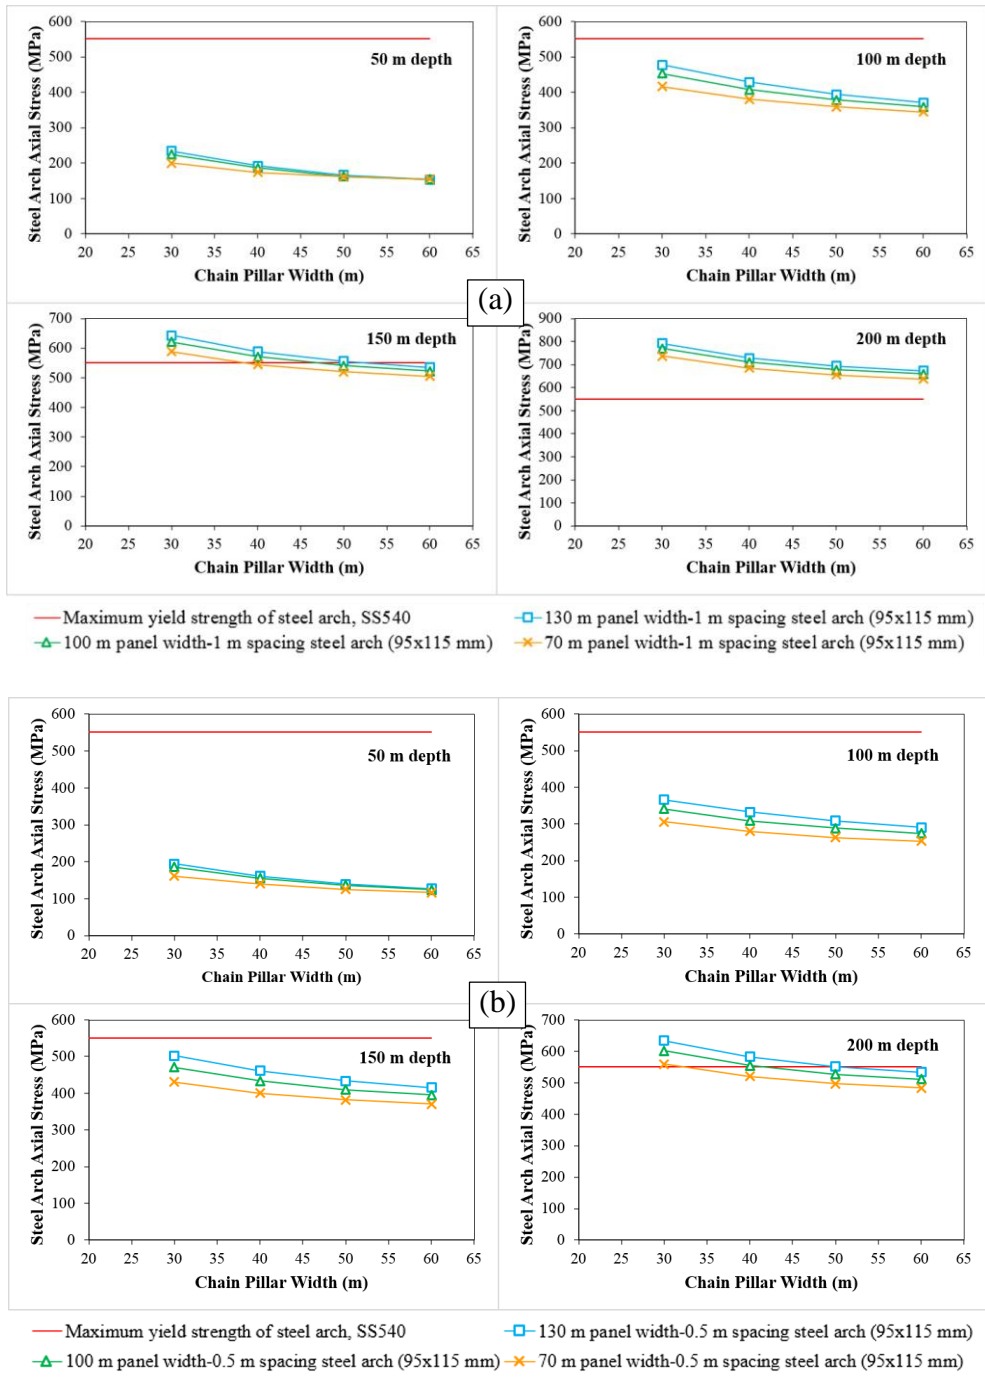 Steel Arch Axial Stress (MPa)
600
500
400
300
200
100
0
50 m depth
20 25 30 35 40 45 50 55 60 65
Chain Pillar Width (m)
Steel Arch Axial Stress (MPa)
600
500
400
300
200
100
0
100 m depth
20 25 30 35 40 45 50 55 60 65
Chain Pillar Width (m)
(a)
Steel Arch Axial Stress (MPa)
700
600
500
400
300
200
100
0
150 m depth
20 25 30 35 40 45 50 55 60 65
Chain Pillar Width (m)
Steel Arch Axial Stress (MPa)
900
800
700
600
500
400
300
200
100
0
200 m depth
20 25 30 35 40 45 50 55 60 65
Chain Pillar Width (m)
Maximum yield strength of steel arch, SS540
130 m panel width-1 m spacing steel arch (95x115 mm)
100 m panel width-1 m spacing steel arch (95x115 mm)
70 m panel width-1 m spacing steel arch (95x115 mm)
Steel Arch Axial Stress (MPa)
600
500
400
300
200
100
0
50 m depth
20 25 30 35 40 45 50 55 60 65
Chain Pillar Width (m)
Steel Arch Axial Stress (MPa)
600
500
400
300
200
100
0
100 m depth
20 25 30 35 40 45 50 55 60 65
Chain Pillar Width (m)
(b)
Steel Arch Axial Stress (MPa)
600
500
400
300
200
100
0
150 m depth
20 25 30 35 40 45 50 55 60 65
Chain Pillar Width (m)
Steel Arch Axial Stress (MPa)
700
600
500
400
300
200
100
0
200 m depth
20 25 30 35 40 45 50 55 60 65
Chain Pillar Width (m)
Maximum yield strength of steel arch, SS540
130 m panel width-0.5 m spacing steel arch (95x115 mm)
100 m panel width-0.5 m spacing steel arch (95x115 mm)
70 m panel width-0.5 m spacing steel arch (95x115 mm)